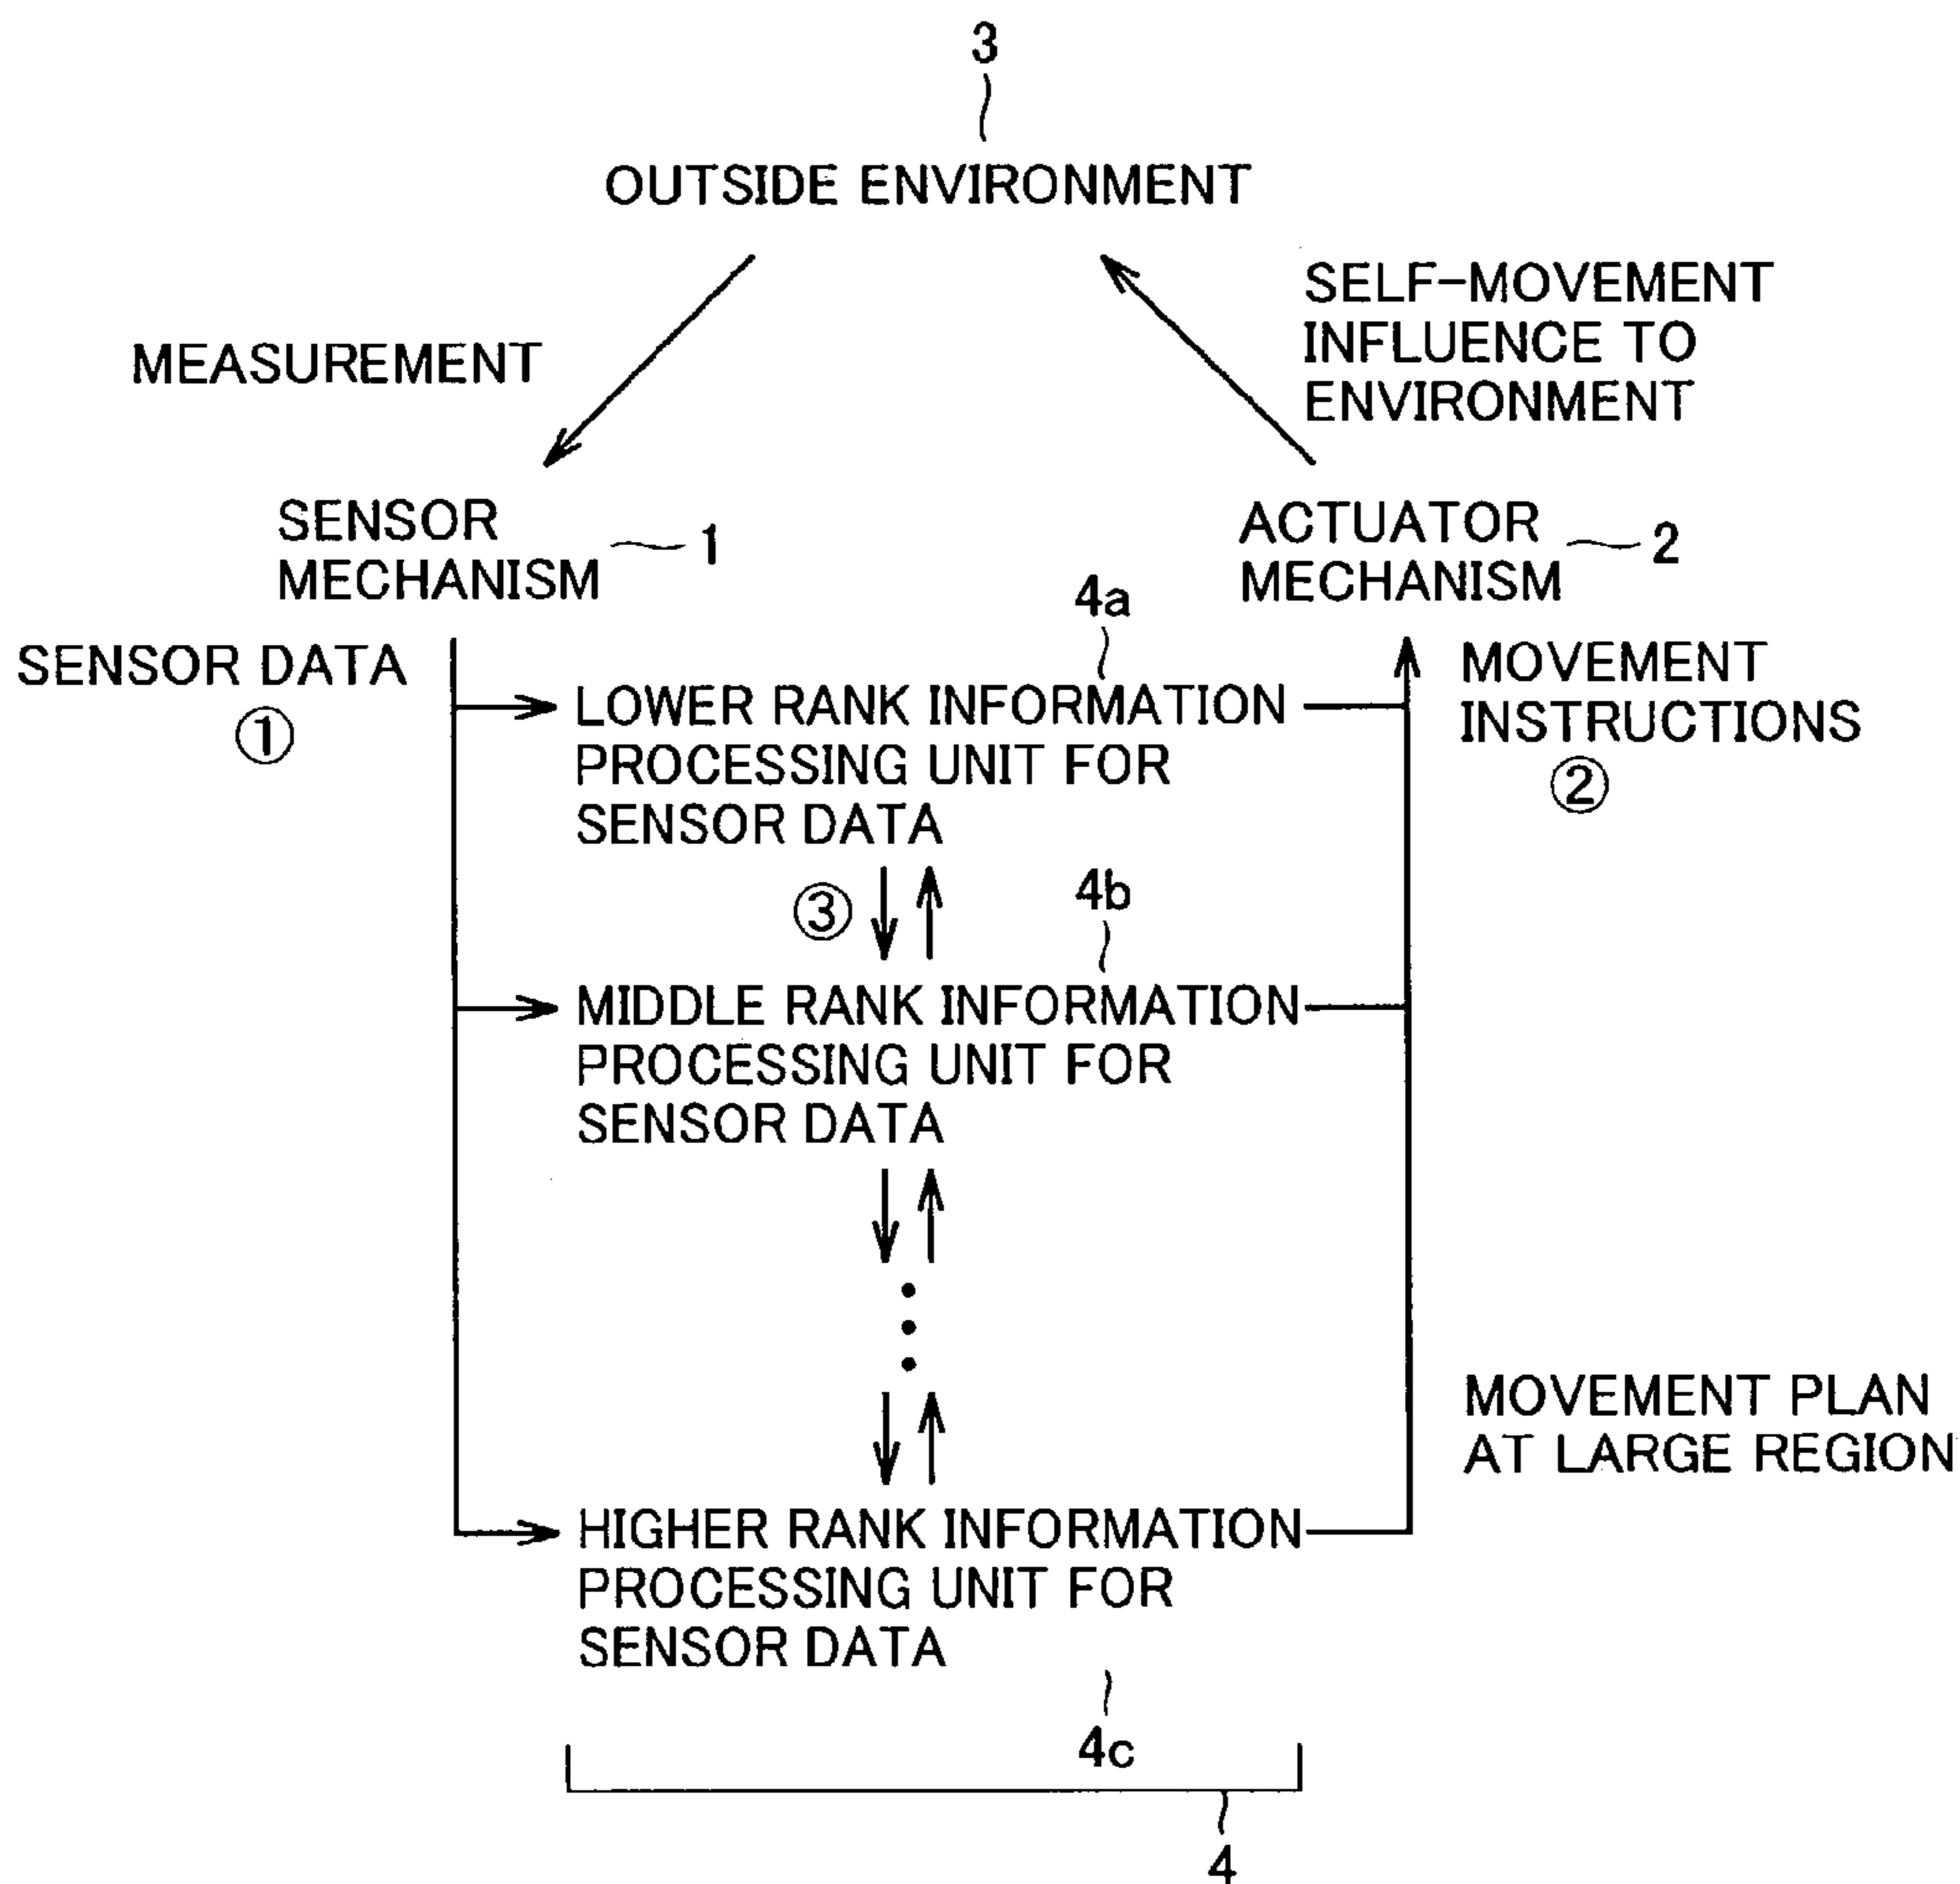 3
OUTSIDE ENVIRONMENT
SELF-MOVEMENT
INFLUENCE TO
ENVIRONMENT
MEASUREMENT
SENSOR
MECHANISM
1
ACTUATOR
MECHANISM
2
4a
SENSOR DATA
①
MOVEMENT
INSTRUCTIONS
②
LOWER RANK INFORMATION
PROCESSING UNIT FOR
SENSOR DATA
③
4b
MIDDLE RANK INFORMATION
PROCESSING UNIT FOR
SENSOR DATA
MOVEMENT PLAN
AT LARGE REGION
HIGHER RANK INFORMATION
PROCESSING UNIT FOR
SENSOR DATA
4c
4